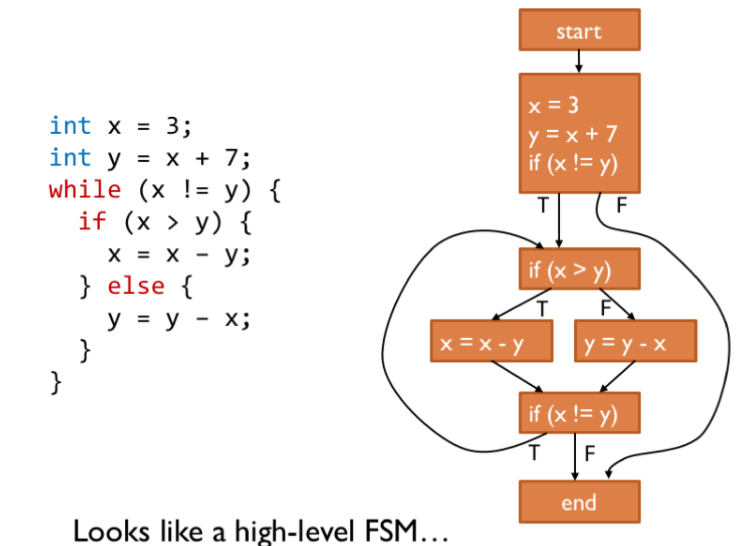 int x = 3;
int y = x + 7;
while (x != y) {
if (x > y) {
x = x - y;
} else {
y = y - x;
}
}
start
x = 3
y = x + 7
if (x != y)
T F
if (x > y)
T F
x = x - y
y = y - x
if (x != y)
T F
end
Looks like a high-level FSM…